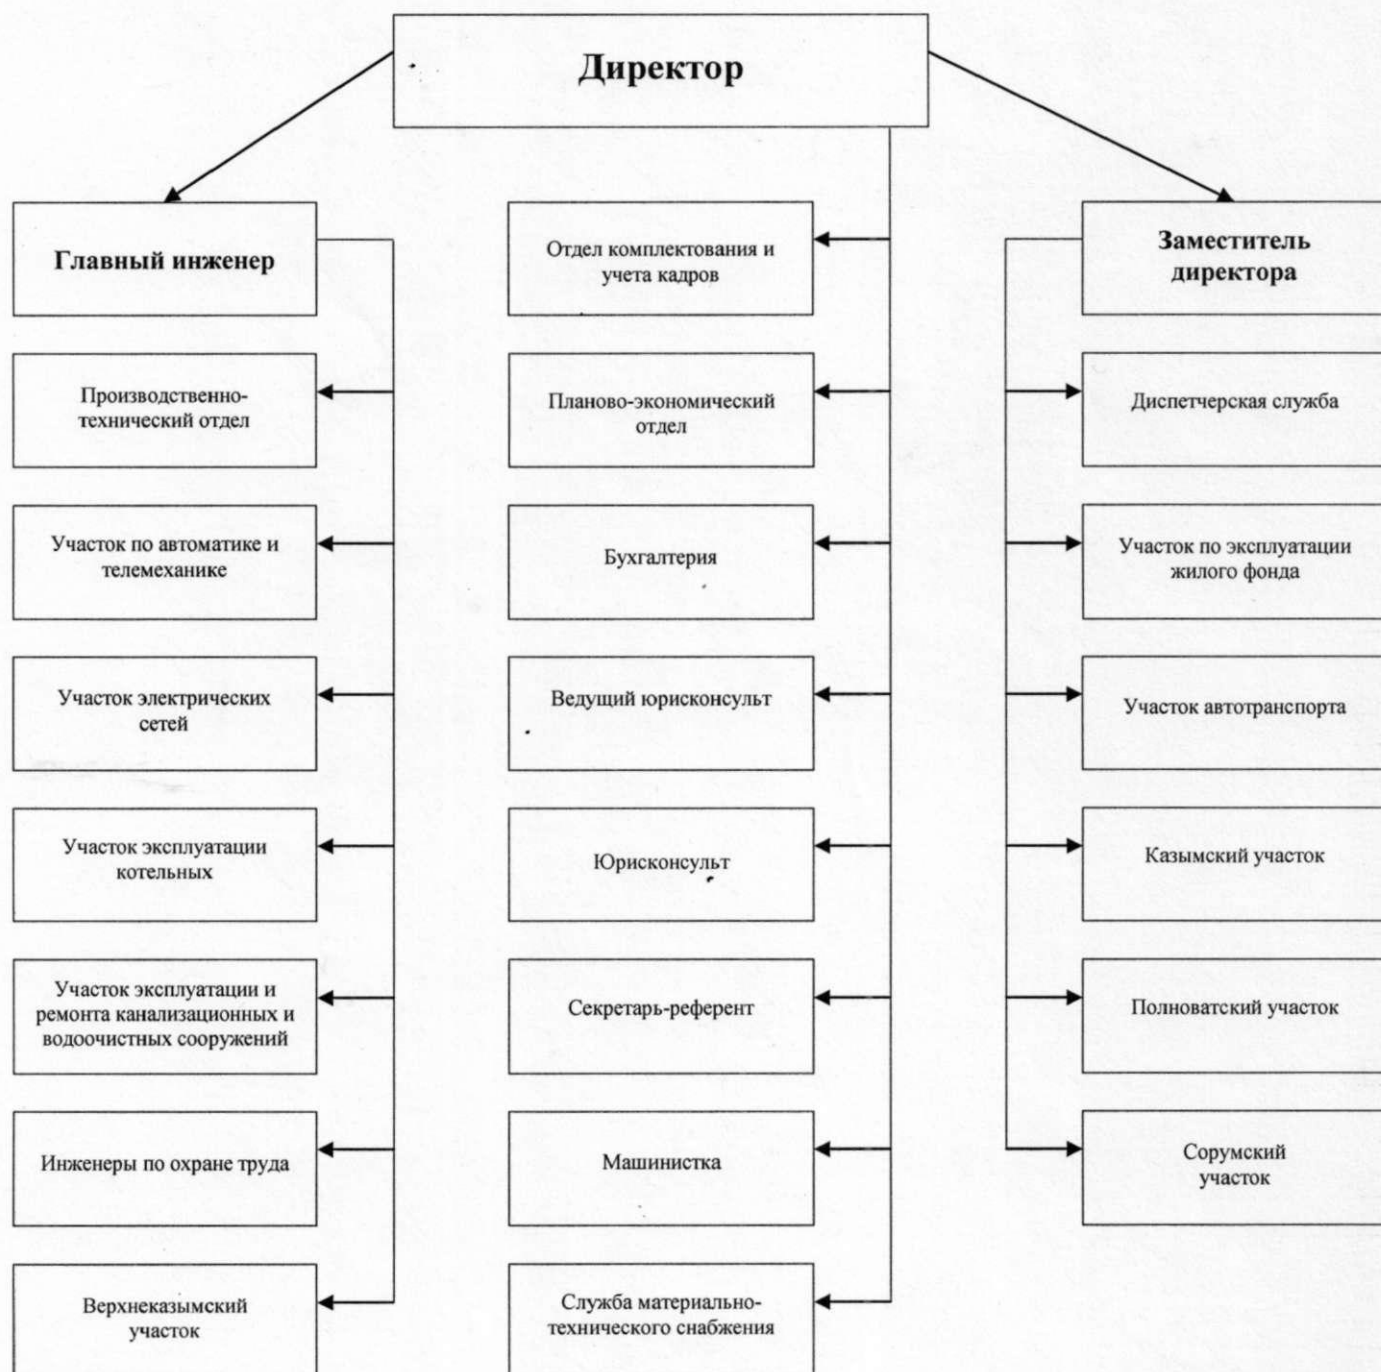 Директор
Главный инженер
Производственно-
технический отдел
Участок по автоматике и
телемеханике
Участок электрических
сетей
Участок эксплуатации
котельных
Участок эксплуатации и
ремонта канализационных и
водоочистных сооружений
Инженеры по охране труда
Верхнеказымский
участок
Отдел комплектования и
учета кадров
Планово-экономический
отдел
Бухгалтерия
Ведущий юрисконсульт
Юрисконсульт
Секретарь-референт
Машинистка
Служба материально-
технического снабжения
Заместитель
директора
Диспетчерская служба
Участок по эксплуатации
жилого фонда
Участок автотранспорта
Казымский участок
Полноватский участок
Сорумский
участок